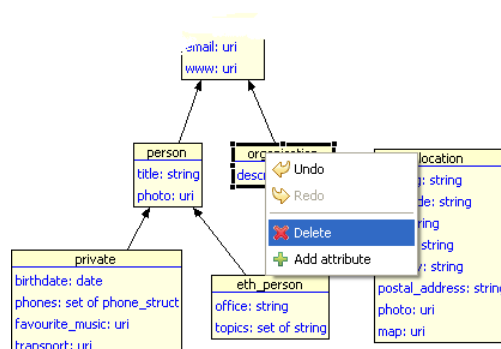 email: uri
www: uri
person
title: string
photo: uri
Undo
Redo
Delete
Add attribute
location
string
string
string
string
string
postal_address: string
photo: uri
map: uri
private
birthdate: date
phones: set of phone_struct
favourite_music: uri
transport: uri
eth_person
office: string
topics: set of string